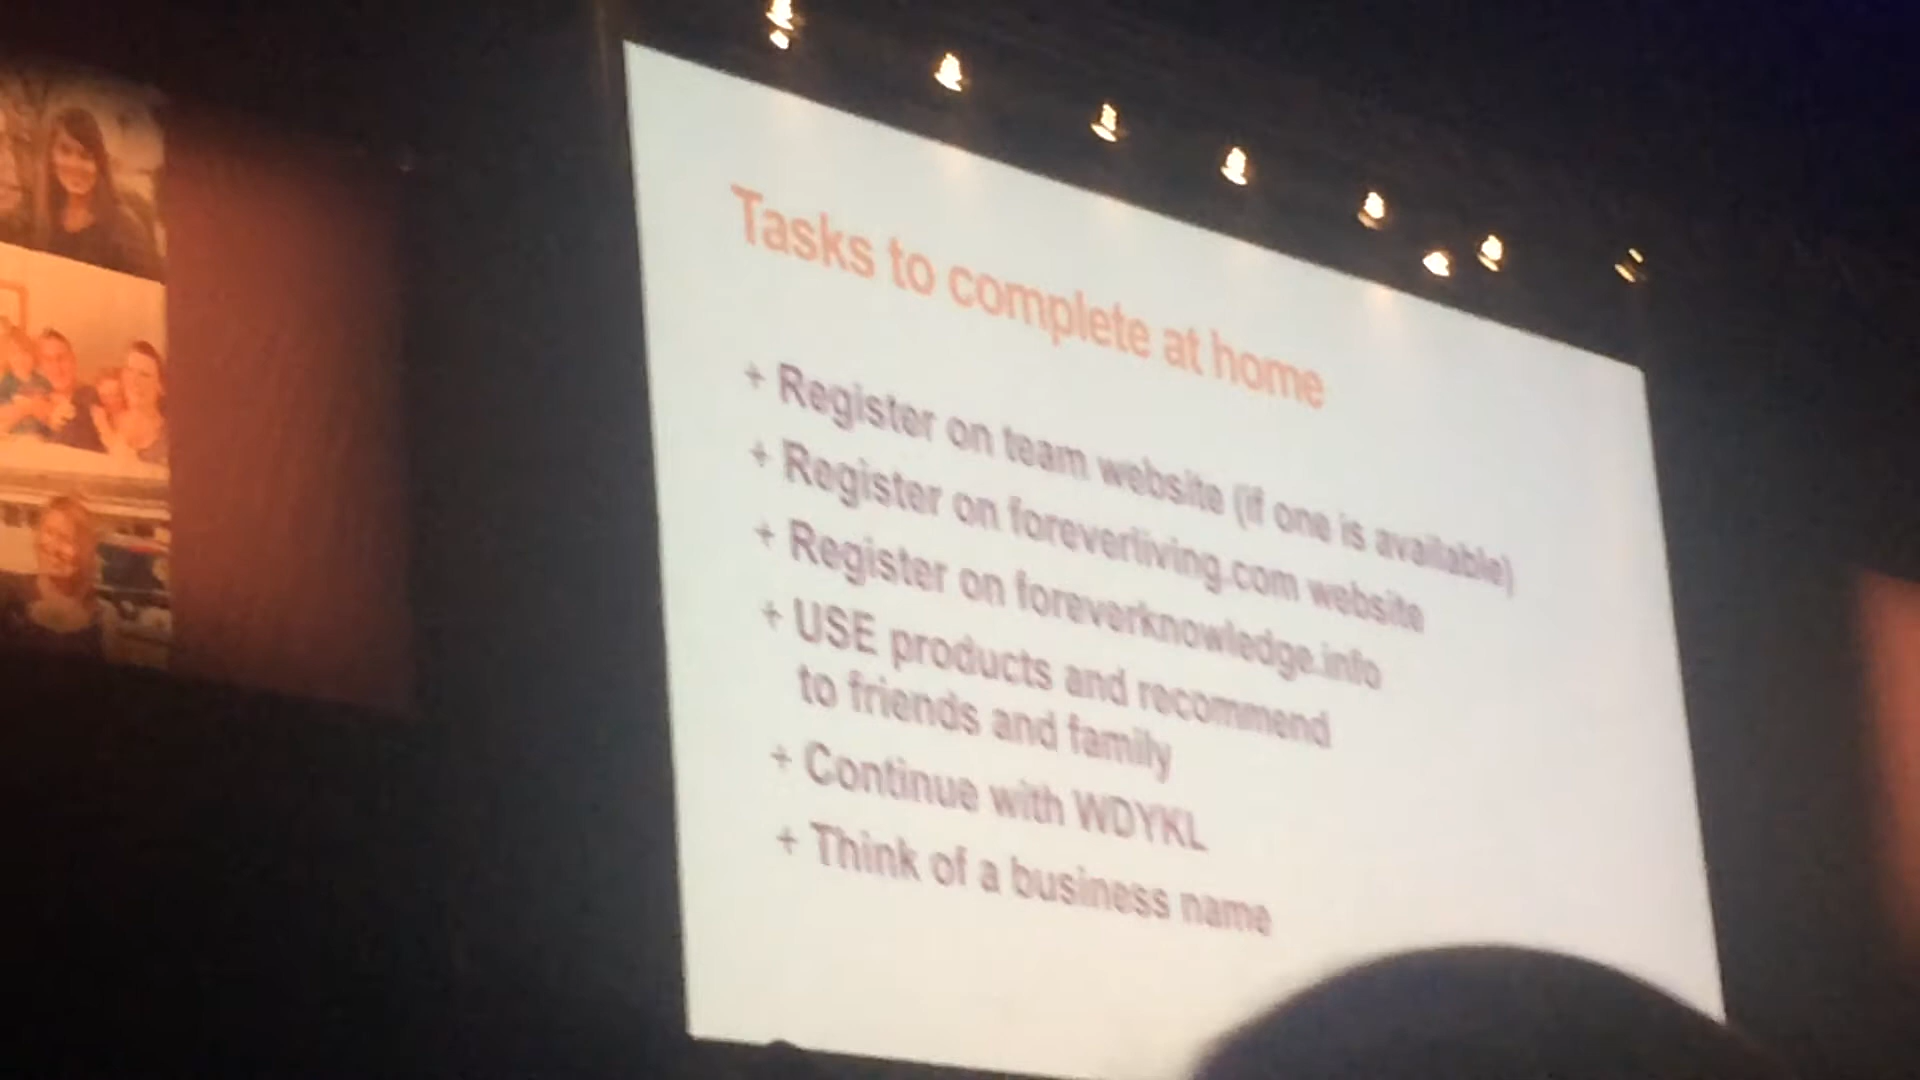 Tasks to complete at home
+ Register on team website (if one is available)
+ Register on foreverliving.com website
+ Register on foreverknowledge.info
+ USE products and recommend
to friends and family
+ Continue with WDYKL
+ Think of a business name